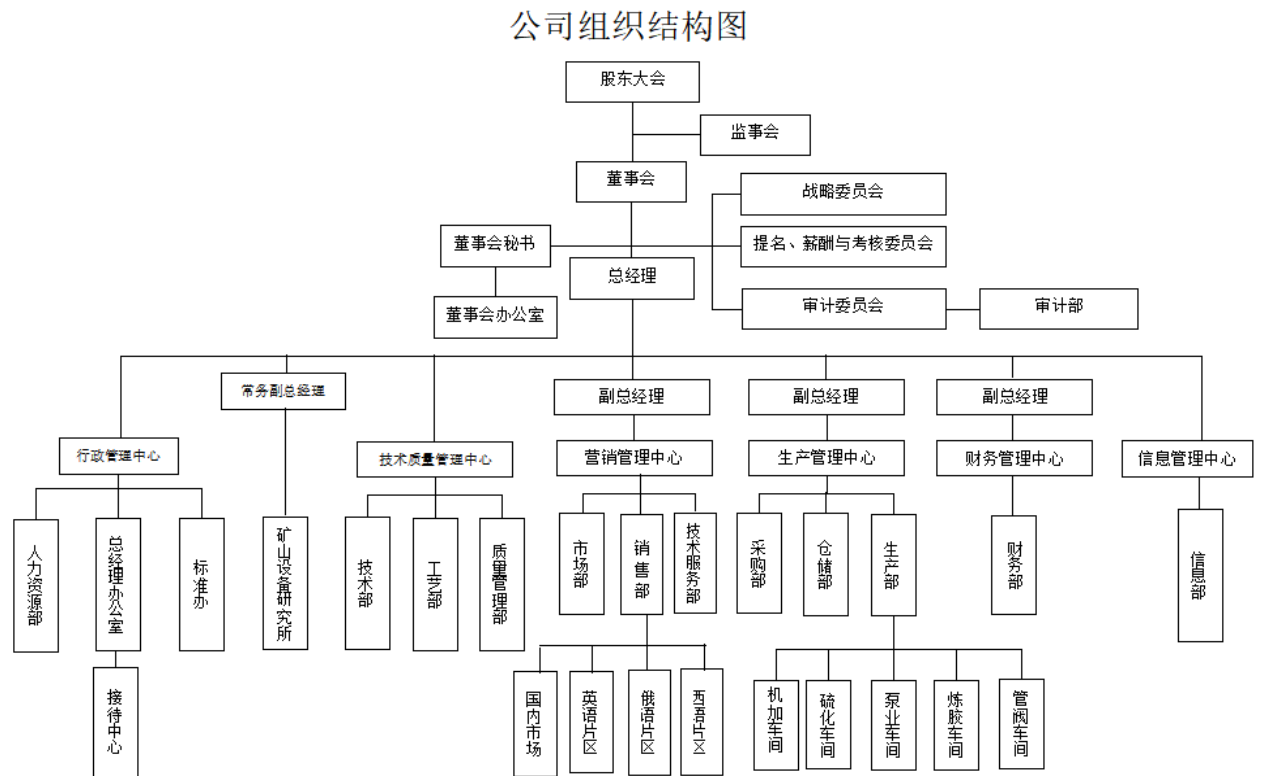 公司组织结构图
股东大会
监事会
董事会
战略委员会
董事会秘书
提名、薪酬与考核委员会
总经理
董事会办公室
审计委员会
审计部
常务副总经理
副总经理
副总经理
副总经理
行政管理中心
技术质量管理中心
营销管理中心
生产管理中心
财务管理中心
信息管理中心
人力资源部
总经理办公室
标准办
矿山设备研究所
技术部
工艺部
质量管理部
市场部
销售部
技术服务部
采购部
仓储部
生产部
财务部
信息部
接待中心
国内市场
英语片区
俄语片区
西语片区
机加车间
硫化车间
泵业车间
炼胶车间
管阀车间